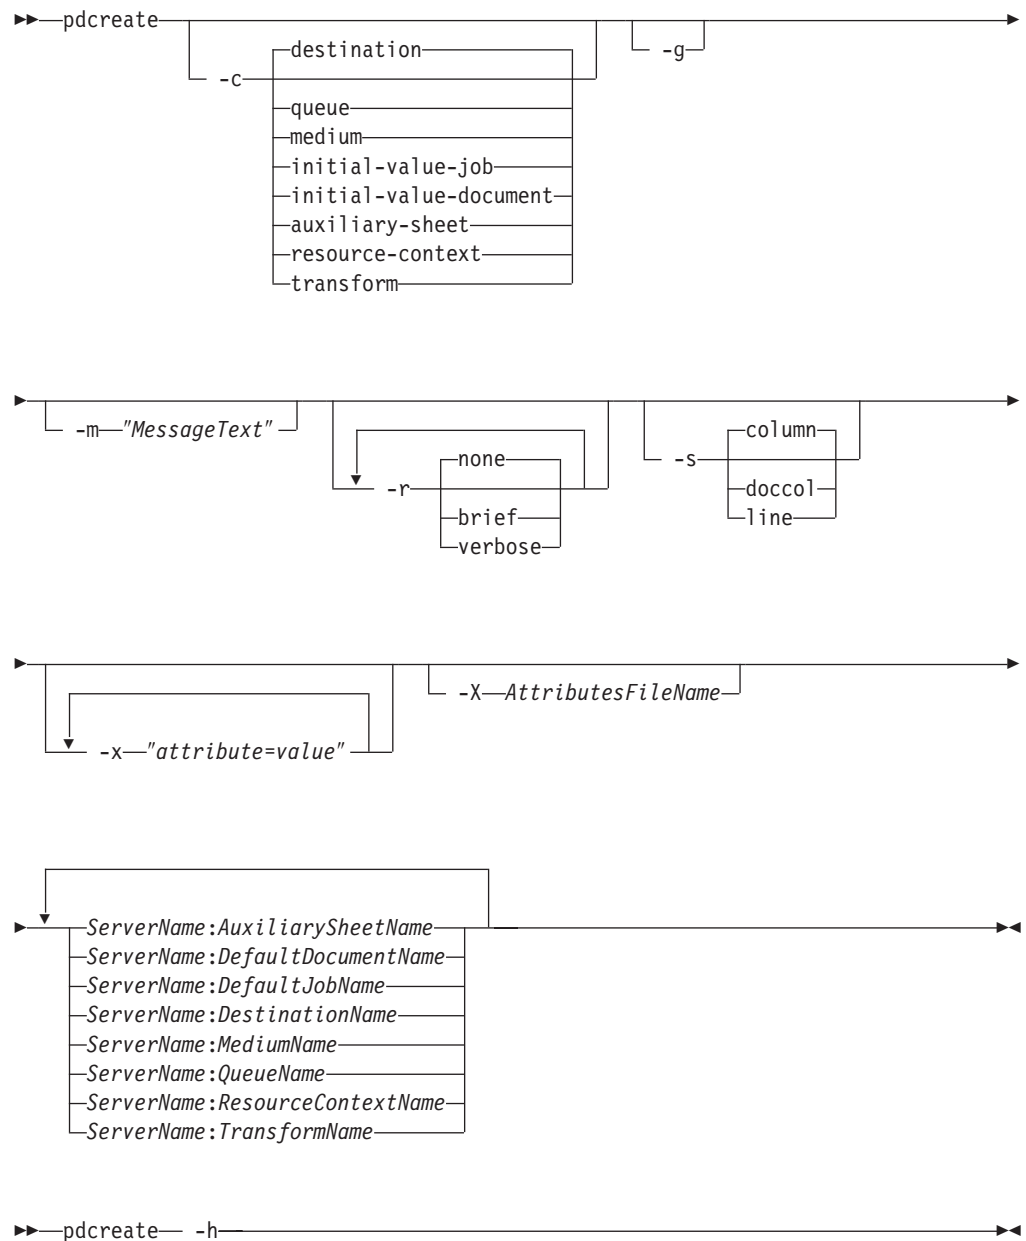 pdcreate
-c
destination
-g
queue
medium
initial-value-job
initial-value-document
auxiliary-sheet
resource-context
transform
-m "MessageText"
-r
none
brief
verbose
-s
column
doccol
line
-x "attribute=value"
-X AttributesFileName
ServerName:AuxiliarySheetName
ServerName:DefaultDocumentName
ServerName:DefaultJobName
ServerName:DestinationName
ServerName:MediumName
ServerName:QueueName
ServerName:ResourceContextName
ServerName:TransformName
pdcreate -h